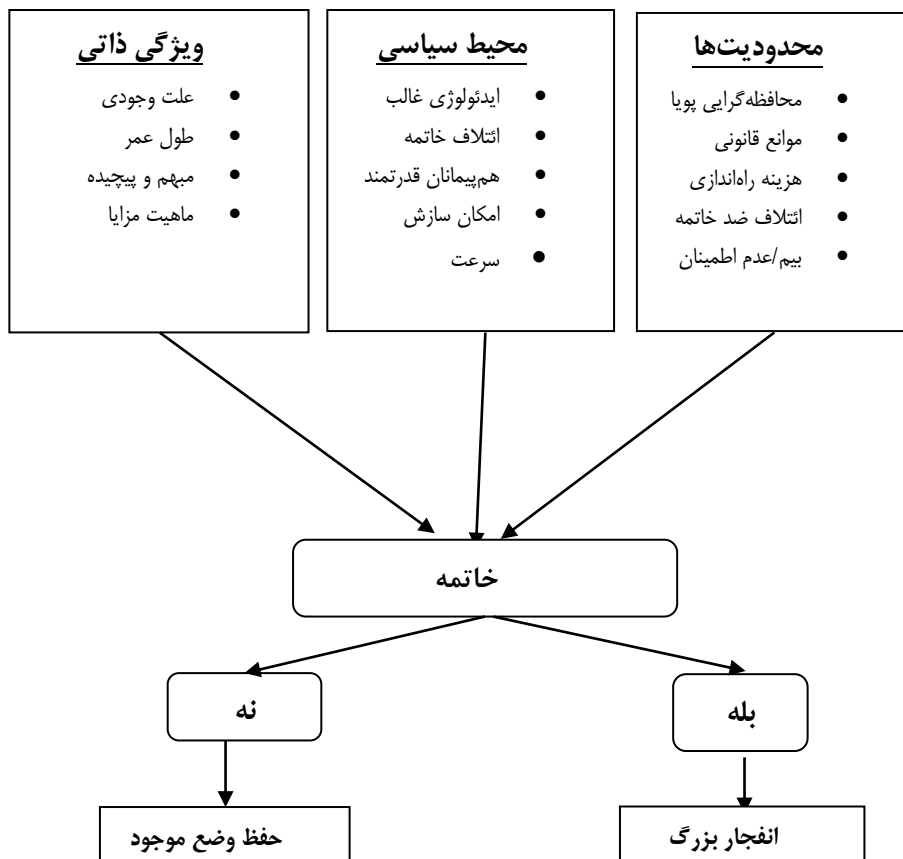 محدودیت‌ها
محافظه‌گرایی پویا
موانع قانونی
هزینه راه‌اندازی
ائتلاف ضد خاتمه
بیم/عدم اطمینان
محیط سیاسی
ایدئولوژی غالب
ائتلاف خاتمه
هم‌پیمانان قدرتمند
امکان سازش
سرعت
ویژگی ذاتی
علت وجودی
طول عمر
مبهم و پیچیده
ماهیت مزایا
خاتمه
بله
نه
انفجار بزرگ
حفظ وضع موجود